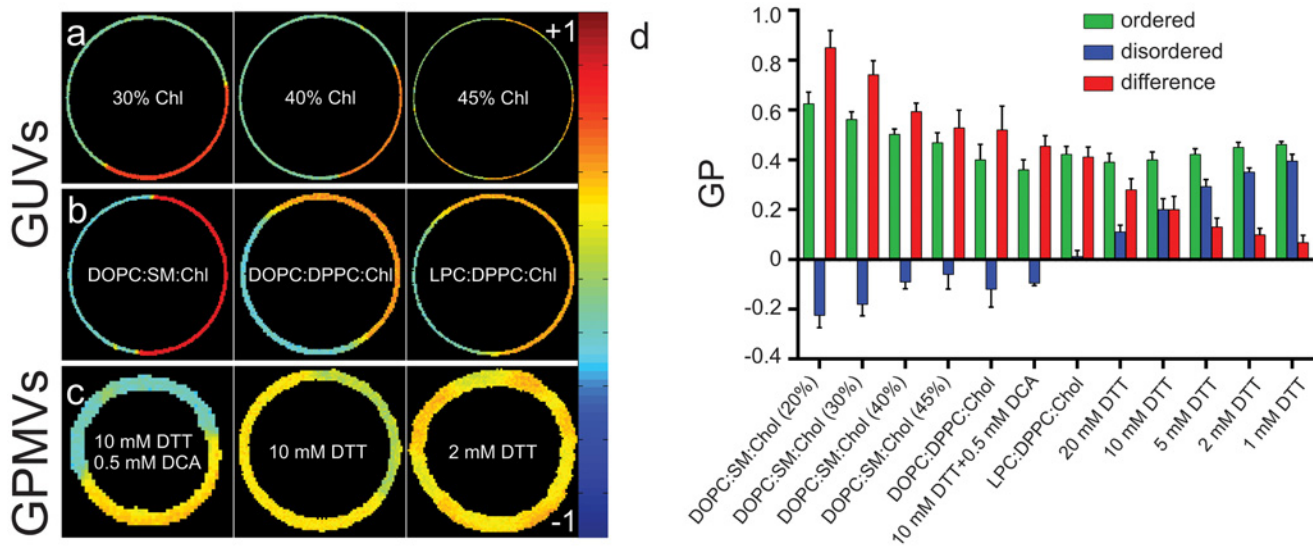 GUVs
GPMVs
a
30% Chl
40% Chl
45% Chl
+1
b
DOPC:SM:Chl
DOPC:DPPC:Chl
LPC:DPPC:Chl
c
10 mM DTT
0.5 mM DCA
10 mM DTT
2 mM DTT
-1
d
ordered
disordered
difference
GP
1.0
0.8
0.6
0.4
0.2
0
-0.2
-0.4
DOPC:SM:Chol (20%)
DOPC:SM:Chol (30%)
DOPC:SM:Chol (40%)
DOPC:SM:Chol (45%)
DOPC:DPPC:Chol
10 mM DTT+0.5 mM DCA
LPC:DPPC:Chol
20 mM DTT
10 mM DTT
5 mM DTT
2 mM DTT
1 mM DTT